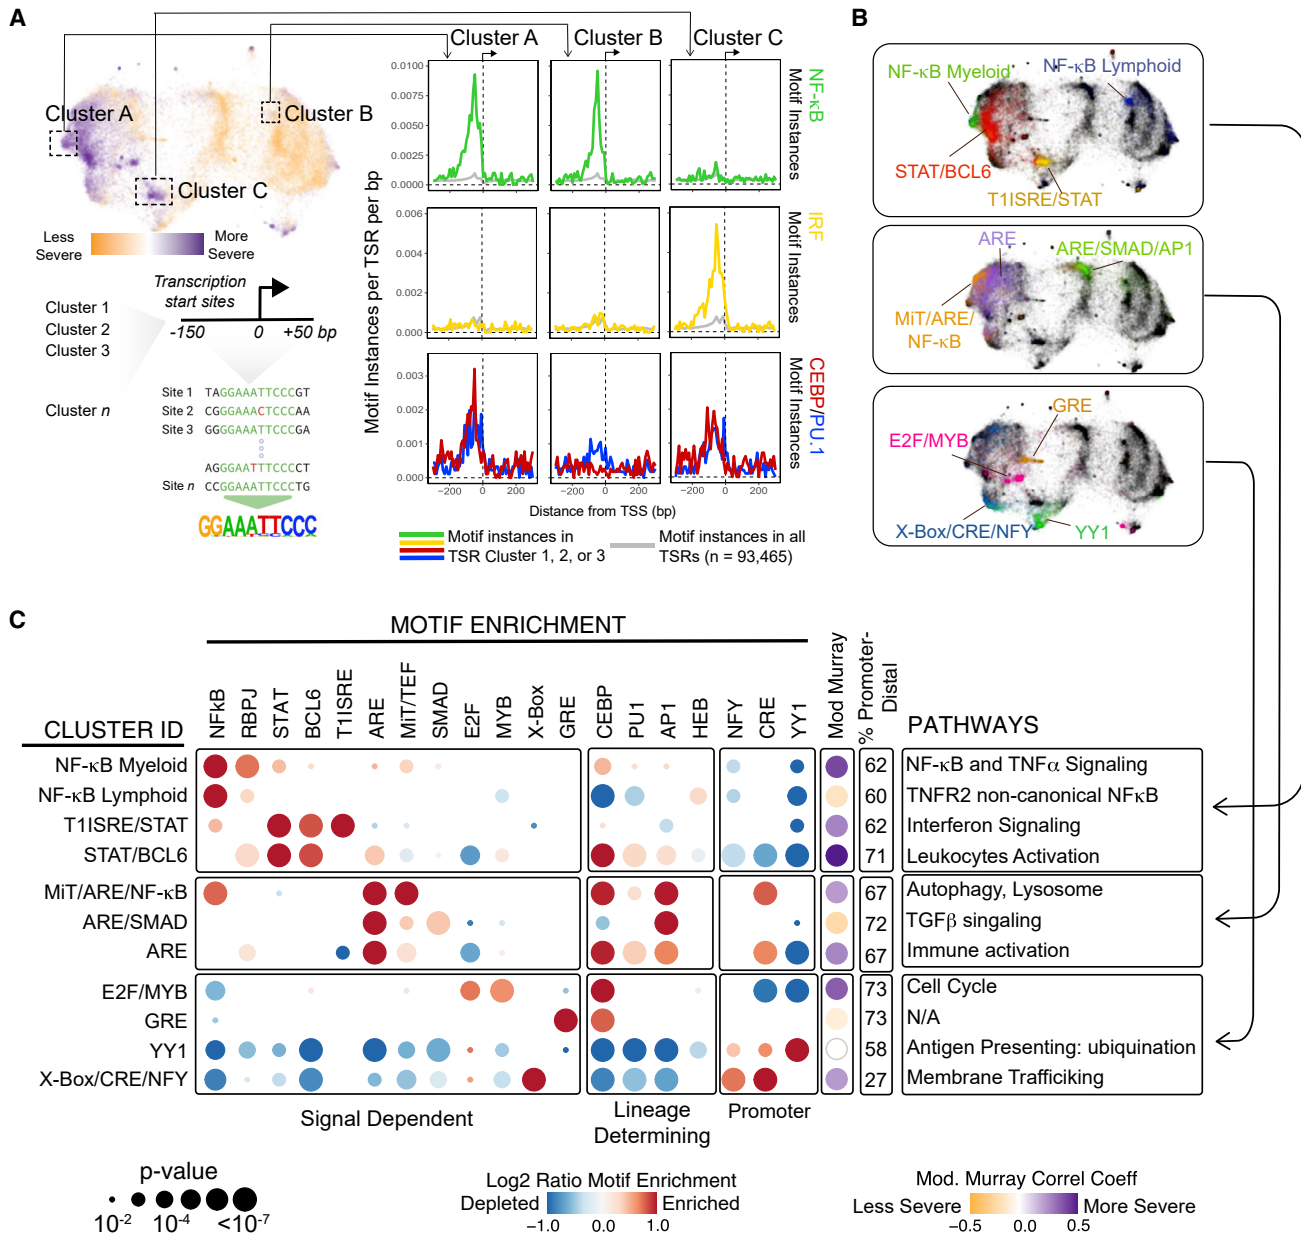 A
Cluster A
Cluster B
Cluster C
Cluster A
Cluster B
Cluster C
Less Severe
More Severe
Transcription
start sites
-150
0
+50 bp
Cluster 1
Cluster 2
Cluster 3
Cluster n
Site 1 TAGGAAATTCCCGT
Site 2 CGGGAAACTCCCAA
Site 3 GGGGAAATTCCCGA
AGGGAATTTCCCCT
Site n CCGGAAATTCCCTG
GGAAATTCCC
Motif Instances per TSR per bp
0.0100
0.0075
0.0050
0.0025
0.0000
NF-κB
Motif Instances
0.006
0.004
0.002
0.000
IRF
Motif Instances
0.003
0.002
0.001
0.000
CEBP/PU.1
Motif Instances
−200 0 200
−200 0 200
−200 0 200
Distance from TSS (bp)
Motif instances in
TSR Cluster 1, 2, or 3
Motif instances in all
TSRs (n = 93,465)
B
NF-κB Myeloid
NF-κB Lymphoid
STAT/BCL6
T1ISRE/STAT
ARE
ARE/SMAD/AP1
MiT/ARE/
NF-κB
GRE
E2F/MYB
X-Box/CRE/NFY
YY1
C
MOTIF ENRICHMENT
CLUSTER ID
NFkB
RBPJ
STAT
BCL6
T1ISRE
ARE
MiT/TEF
SMAD
E2F
MYB
X-Box
GRE
CEBP
PU1
AP1
HEB
NFY
CRE
YY1
Mod Murray
% Promoter-
Distal
PATHWAYS
NF-κB Myeloid 62 NF-κB and TNFα Signaling
NF-κB Lymphoid 60 TNFR2 non-canonical NFκB
T1ISRE/STAT 62 Interferon Signaling
STAT/BCL6 71 Leukocytes Activation
MiT/ARE/NF-κB 67 Autophagy, Lysosome
ARE/SMAD 72 TGFβ singaling
ARE 67 Immune activation
E2F/MYB 73 Cell Cycle
GRE 73 N/A
YY1 58 Antigen Presenting: ubiquination
X-Box/CRE/NFY 27 Membrane Trafficiking
Signal Dependent
Lineage
Determining
Promoter
p-value
10⁻² 10⁻⁴ <10⁻⁷
Log2 Ratio Motif Enrichment
Depleted Enriched
−1.0 0.0 1.0
Mod. Murray Correl Coeff
Less Severe More Severe
−0.5 0.0 0.5